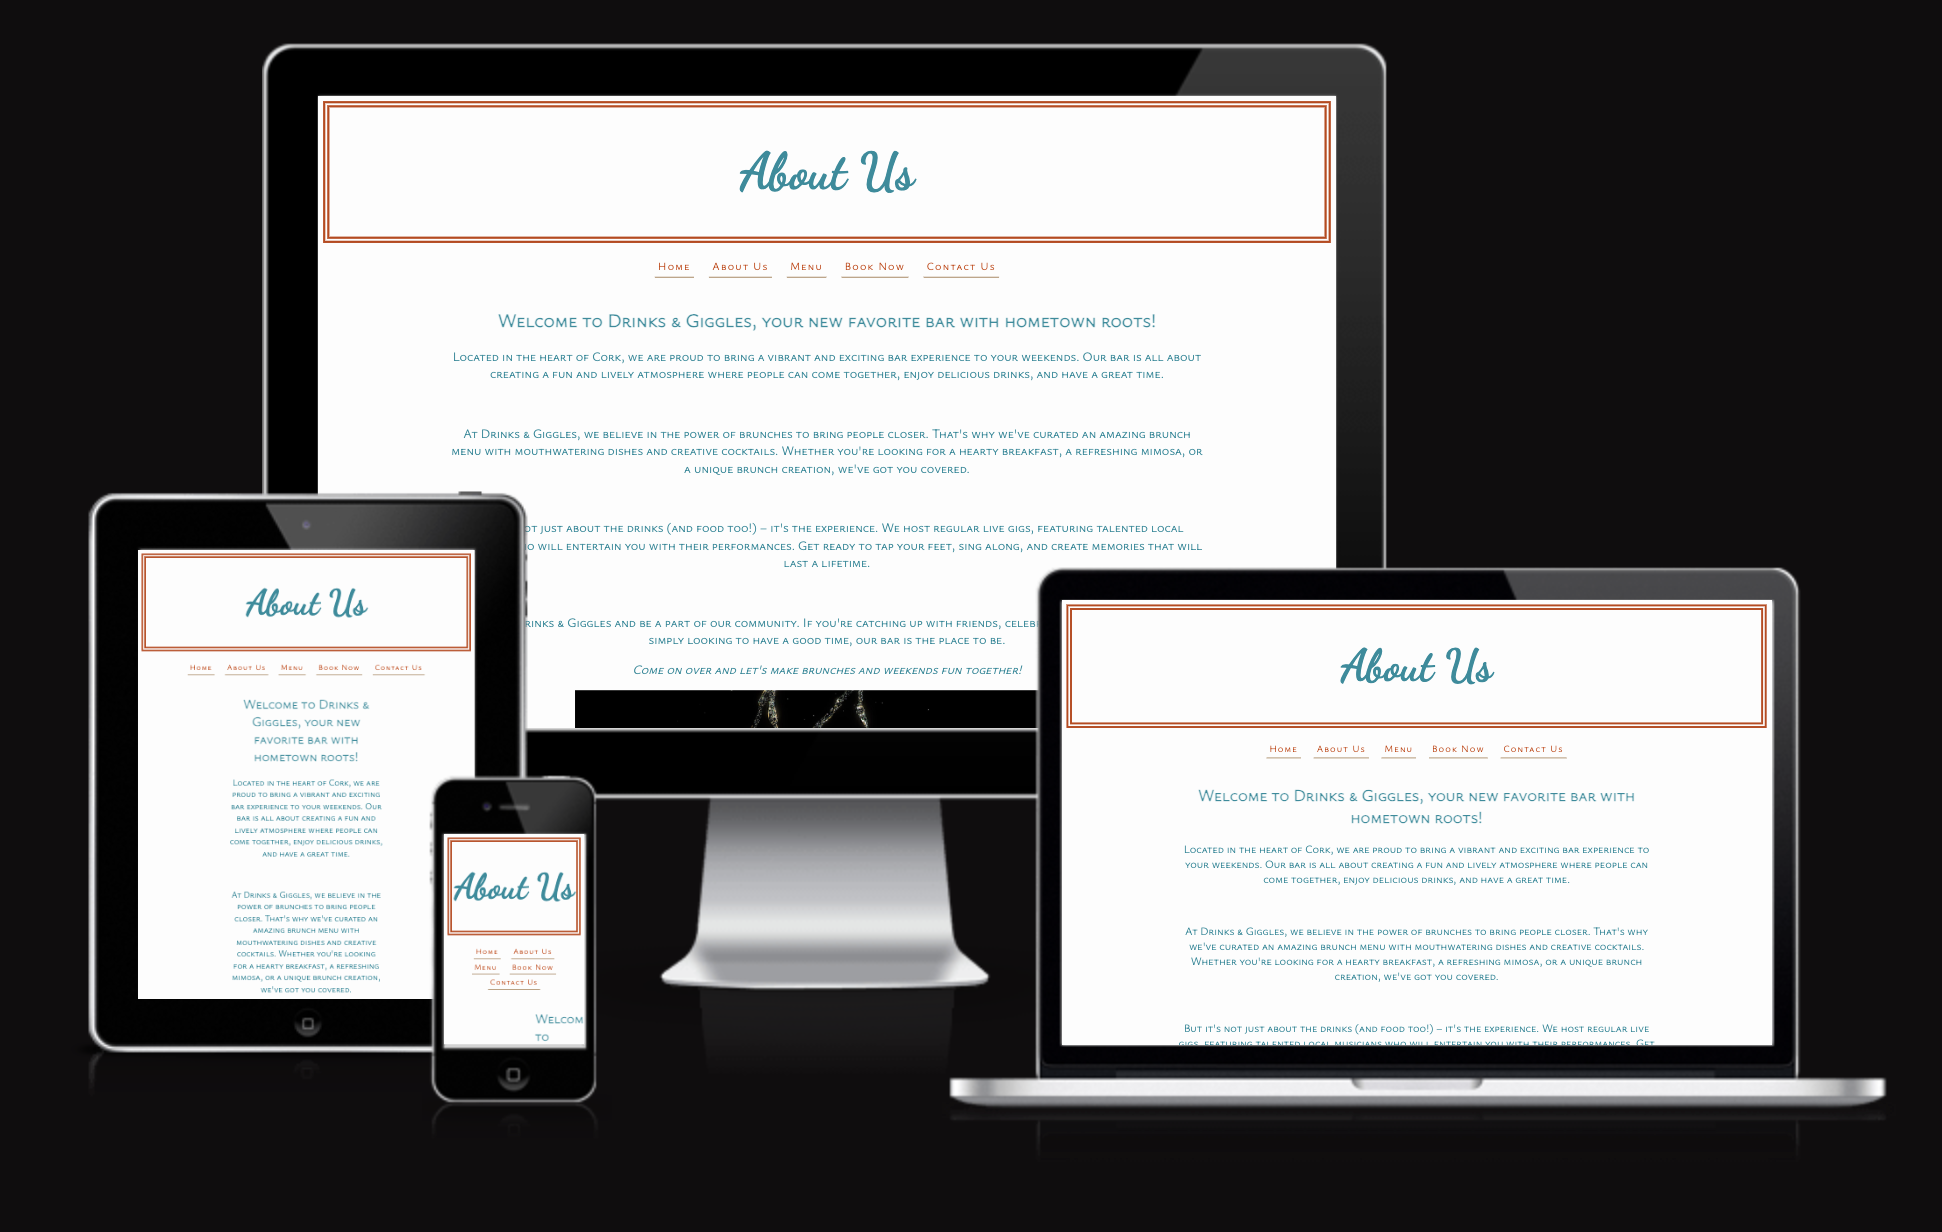 About Us
Home About Us Menu Book Now Contact Us
Welcome to Drinks & Giggles, your new favorite bar with hometown roots!
Located in the heart of Cork, we are proud to bring a vibrant and exciting bar experience to your weekends. Our bar is all about
creating a fun and lively atmosphere where people can come together, enjoy delicious drinks, and have a great time.
At Drinks & Giggles, we believe in the power of brunches to bring people closer. That's why we've curated an amazing brunch
menu with mouthwatering dishes and creative cocktails. Whether you're looking for a hearty breakfast, a refreshing mimosa, or
a unique brunch creation, we've got you covered.
ot just about the drinks (and food too!) – it's the experience. We host regular live gigs, featuring talented local
o will entertain you with their performances. Get ready to tap your feet, sing along, and create memories that will
last a lifetime.
rinks & Giggles and be a part of our community. If you're catching up with friends, celeb
simply looking to have a good time, our bar is the place to be.
Come on over and let's make brunches and weekends fun together!
About Us
Home About Us Menu Book Now Contact Us
Welcome to Drinks &
Giggles, your new
favorite bar with
hometown roots!
Located in the heart of Cork, we are
proud to bring a vibrant and exciting
bar experience to your weekends. Our
bar is all about creating a fun and
lively atmosphere where people can
come together, enjoy delicious drinks,
and have a great time.
At Drinks & Giggles, we believe in the
power of brunches to bring people
closer. That's why we've curated an
amazing brunch menu with
mouthwatering dishes and creative
cocktails. Whether you're looking
for a hearty breakfast, a refreshing
mimosa, or a unique brunch creation,
we've got you covered.
About Us
Home About Us
Menu Book Now
Contact Us
Welcom
to
About Us
Home About Us Menu Book Now Contact Us
Welcome to Drinks & Giggles, your new favorite bar with
hometown roots!
Located in the heart of Cork, we are proud to bring a vibrant and exciting bar experience to
your weekends. Our bar is all about creating a fun and lively atmosphere where people can
come together, enjoy delicious drinks, and have a great time.
At Drinks & Giggles, we believe in the power of brunches to bring people closer. That's why
we've curated an amazing brunch menu with mouthwatering dishes and creative cocktails.
Whether you're looking for a hearty breakfast, a refreshing mimosa, or a unique brunch
creation, we've got you covered.
But it's not just about the drinks (and food too!) – it's the experience. We host regular live
gigs, featuring talented local musicians who will entertain you with their performances. Get